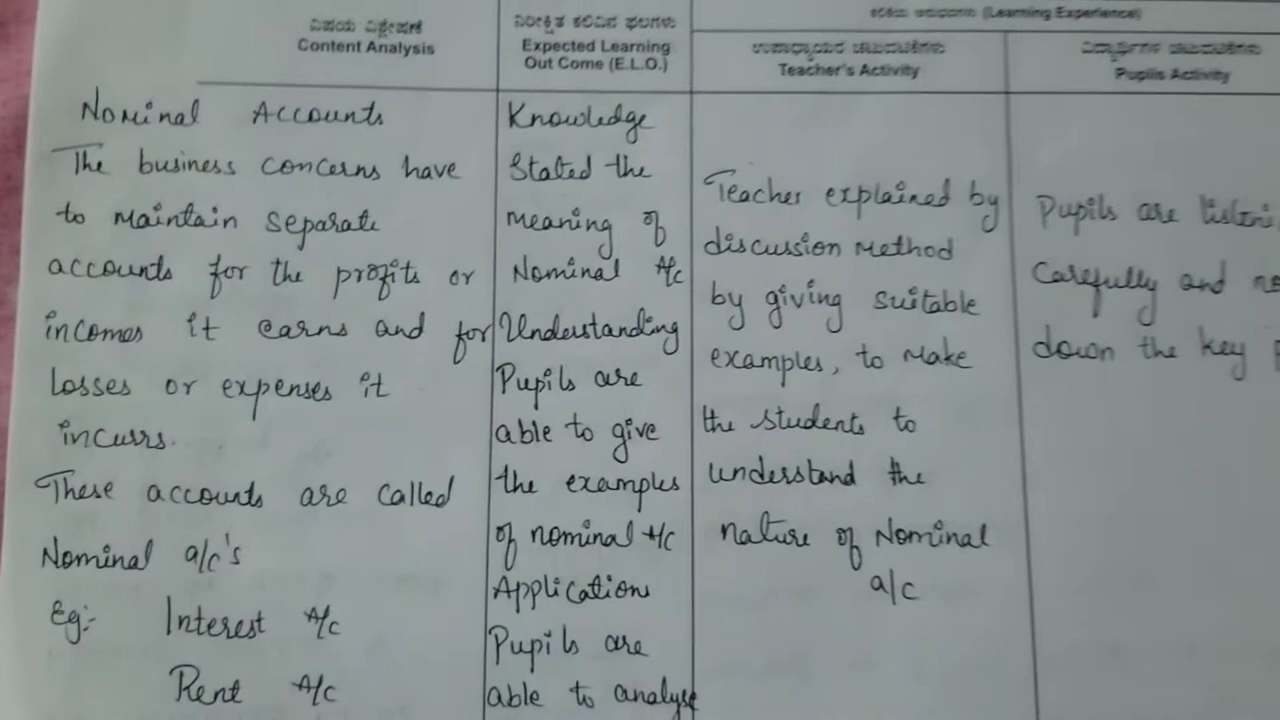 ವಿಷಯ ವಿಶ್ಲೇಷಣೆ
Content Analysis
ನಿರೀಕ್ಷಿತ ಕಲಿಕೆಯ ಫಲಗಳು
Expected Learning
Out Come (E.L.O.)
(Learning Experience)
Teacher's Activity
Pupils Activity
Nominal Accounts
The business concerns have
to maintain separate
accounts for the profits or
incomes it earns and for
losses or expenses it
incurrs.
These accounts are called
Nominal a/c's
Eg:- Interest A/c
Rent A/c
Knowledge
Stated the
meaning of
Nominal A/c
Understanding
Pupils are
able to give
the examples
of nominal A/c
Application
Pupils are
able to analyse
Teacher explained by
discussion method
by giving suitable
examples, to make
the students to
understand the
nature of Nominal
a/c
Pupils are
carefully and
down the key